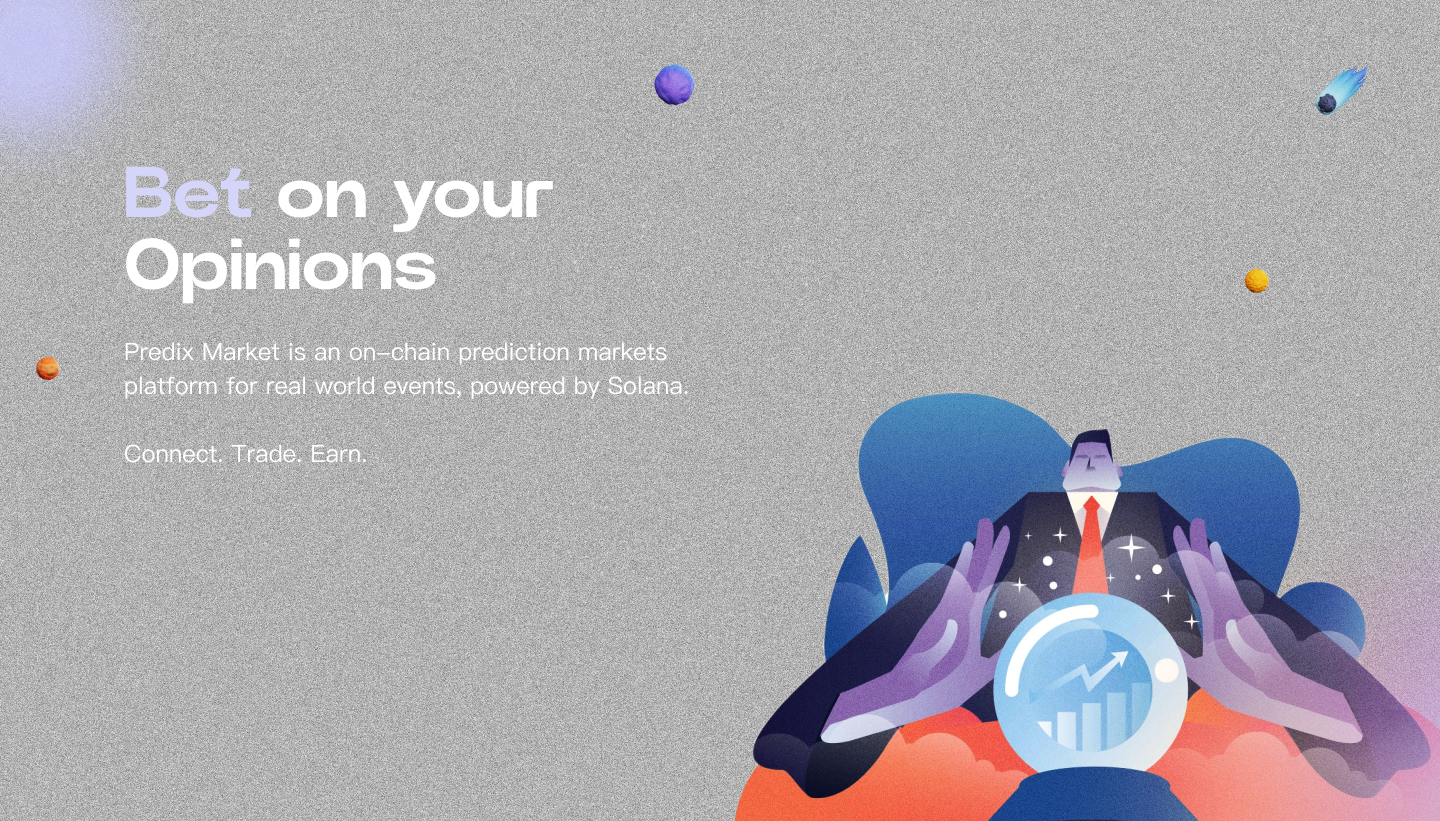 Bet on your
Opinions
Predix Market is an on-chain prediction markets
platform for real world events, powered by Solana.
Connect. Trade. Earn.